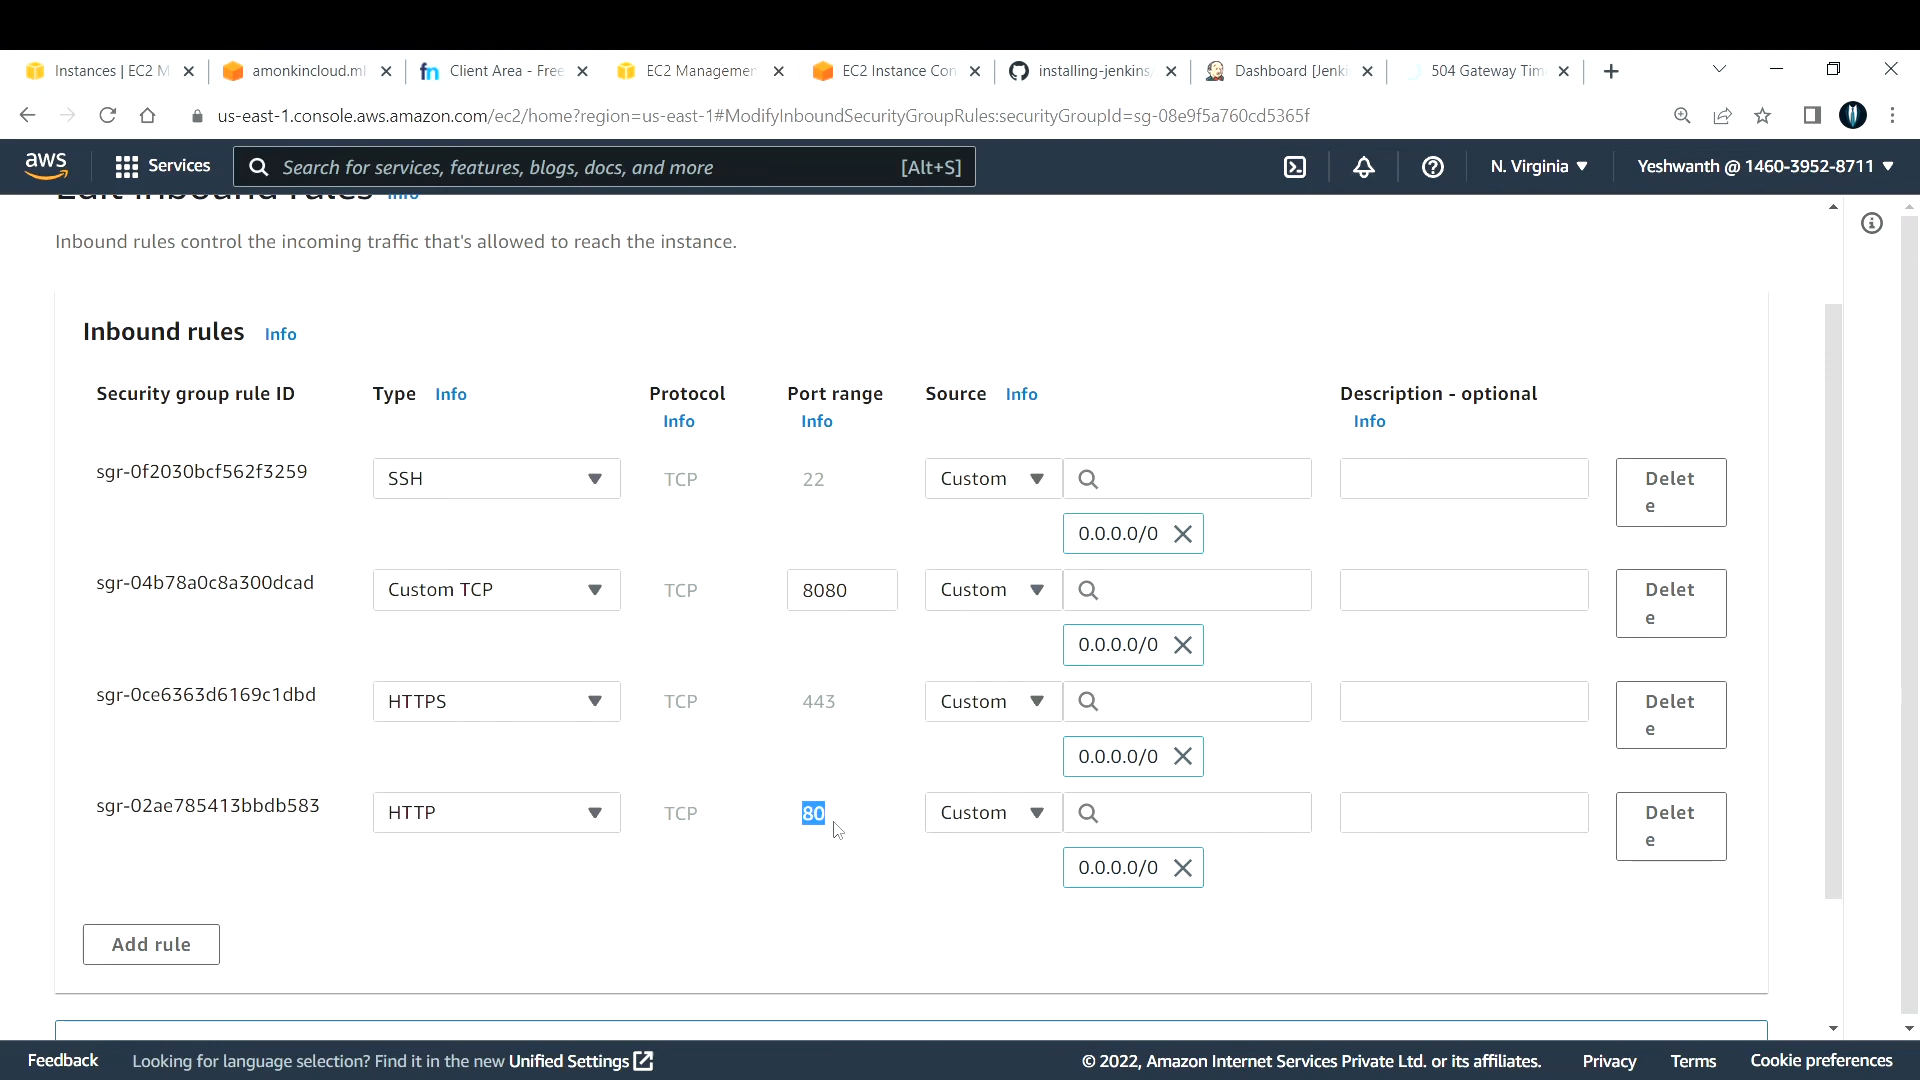 Instances | EC2 M
amonkincloud.ml
Client Area - Free
EC2 Managemen
EC2 Instance Con
installing-jenkins
Dashboard [Jenki
504 Gateway Tim
us-east-1.console.aws.amazon.com/ec2/home?region=us-east-1#ModifyInboundSecurityGroupRules:securityGroupId=sg-08e9f5a760cd5365f
aws
Services
Search for services, features, blogs, docs, and more
[Alt+S]
N. Virginia
Yeshwanth @ 1460-3952-8711
Edit inbound rules Info
Inbound rules control the incoming traffic that's allowed to reach the instance.
Inbound rules Info
Security group rule ID
Type Info
Protocol
Info
Port range
Info
Source Info
Description - optional
Info
sgr-0f2030bcf562f3259
SSH
TCP
22
Custom
Delet
e
0.0.0.0/0
sgr-04b78a0c8a300dcad
Custom TCP
TCP
8080
Custom
Delet
e
0.0.0.0/0
sgr-0ce6363d6169c1dbd
HTTPS
TCP
443
Custom
Delet
e
0.0.0.0/0
sgr-02ae785413bbdb583
HTTP
TCP
80
Custom
Delet
e
0.0.0.0/0
Add rule
Feedback
Looking for language selection? Find it in the new Unified Settings
© 2022, Amazon Internet Services Private Ltd. or its affiliates.
Privacy
Terms
Cookie preferences